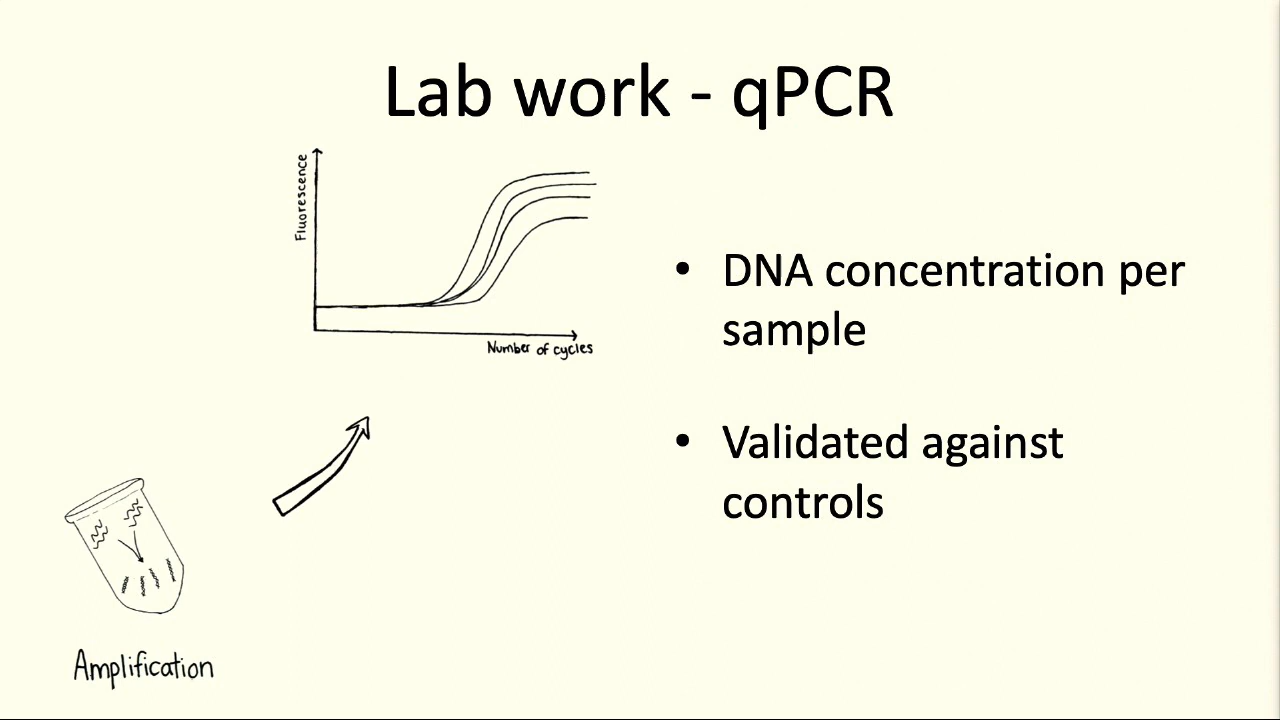 Lab work - qPCR
Fluorescence
Number of cycles
• DNA concentration per
sample
• Validated against
controls
Amplification